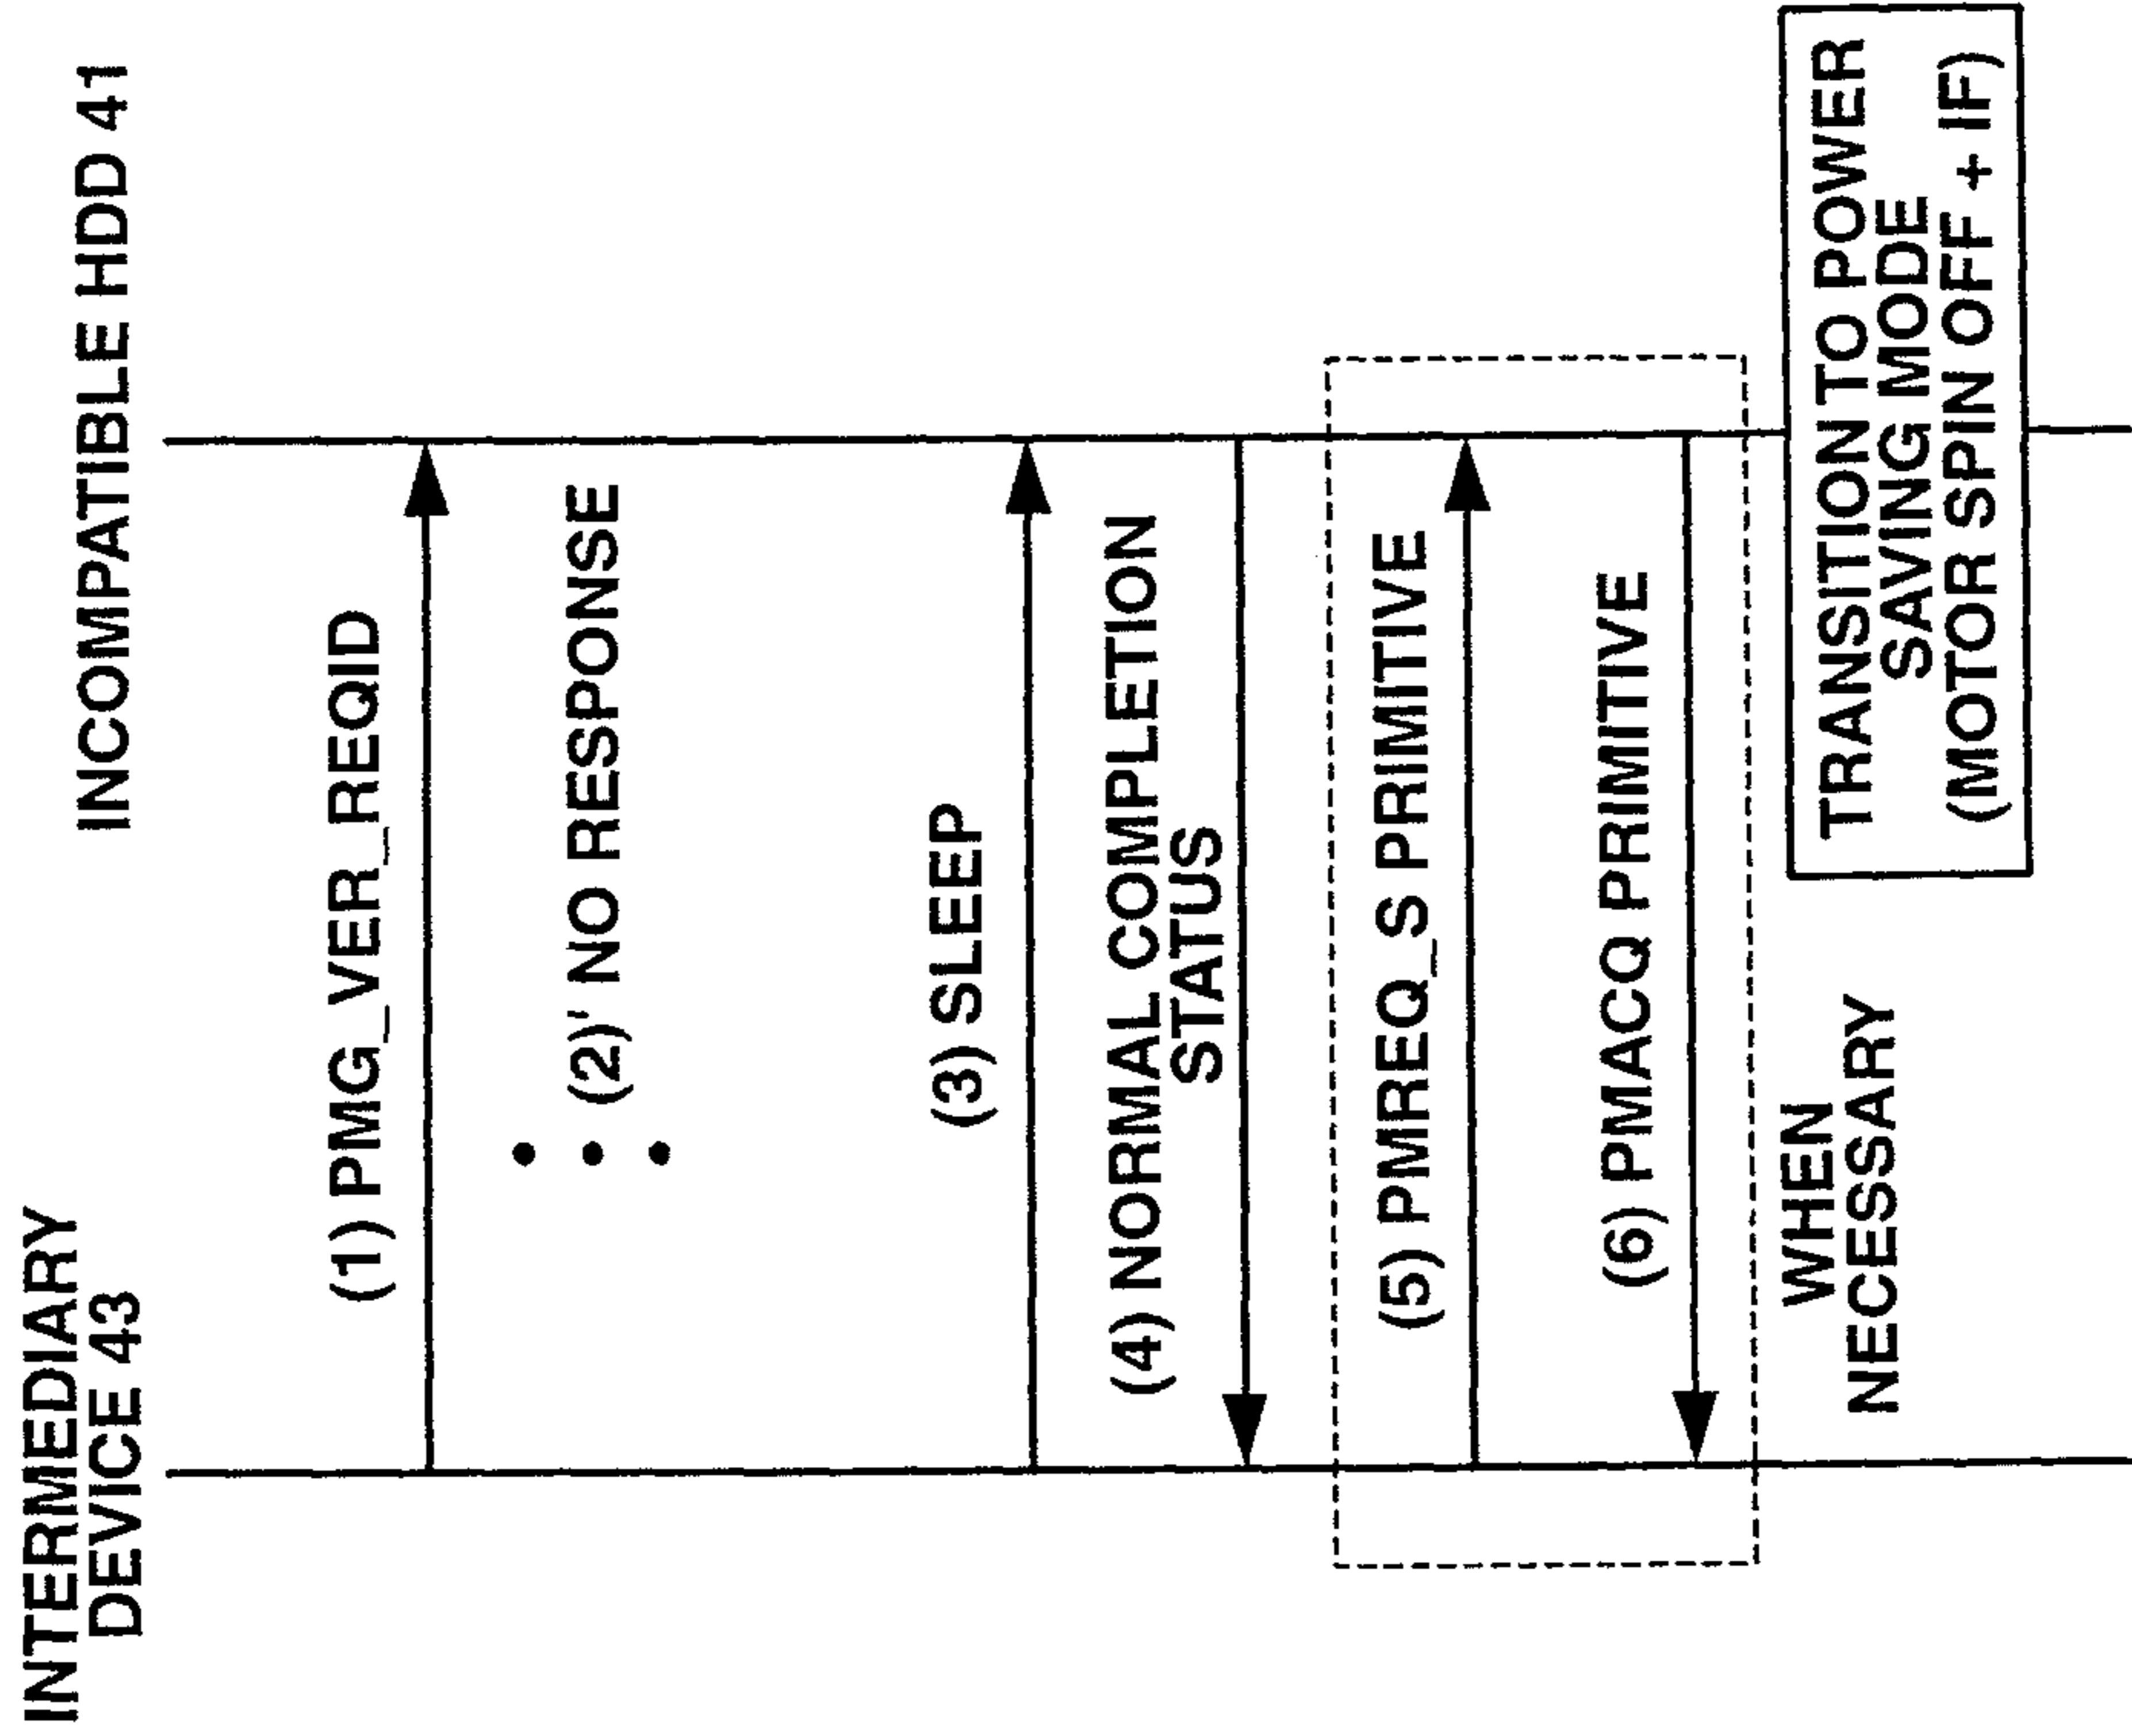 INTERMEDIARY
DEVICE 43
INCOMPATIBLE HDD 41
(1) PMG_VER_REQID
(2)' NO RESPONSE
(3) SLEEP
(4) NORMAL COMPLETION
STATUS
(5) PMREQ_S PRIMITIVE
(6) PMACQ PRIMITIVE
WHEN
NECESSARY
TRANSITION TO POWER
SAVING MODE
(MOTOR SPIN OFF + IF)